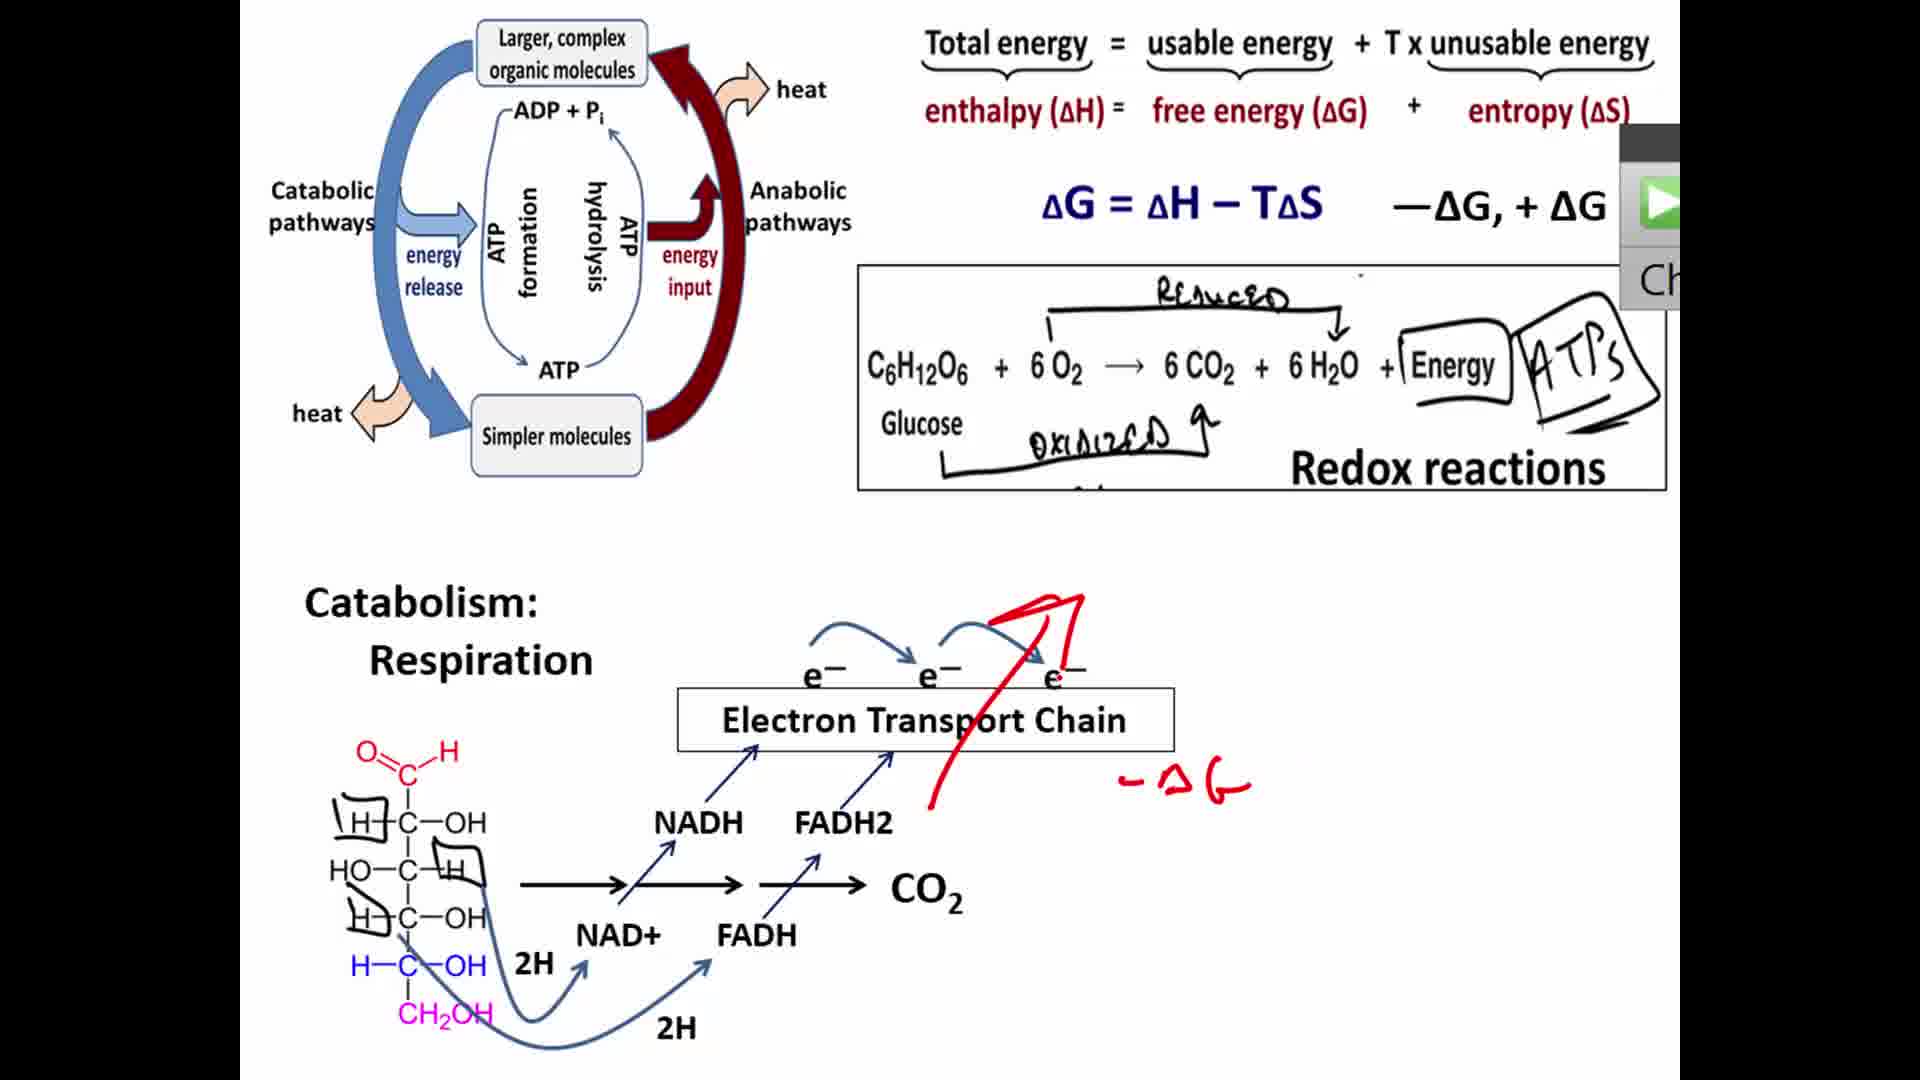 Larger, complex
organic molecules
ADP + Pi
heat
Catabolic
pathways
energy
release
ATP
formation
hydrolysis
ATP
energy
input
Anabolic
pathways
ATP
heat
Simpler molecules
Total energy = usable energy + T x unusable energy
enthalpy (ΔH) = free energy (ΔG) + entropy (ΔS)
ΔG = ΔH – TΔS —ΔG, + ΔG
REDUCED
C6H12O6 + 6 O2 → 6 CO2 + 6 H2O + Energy ATPs
Glucose
OXIDIZED
Redox reactions
Catabolism:
Respiration
e— e— e—
Electron Transport Chain
- ΔG
O H
C
H C OH
HO C H
H C OH
H C OH
CH2OH
NADH FADH2
CO2
NAD+ FADH
2H
2H